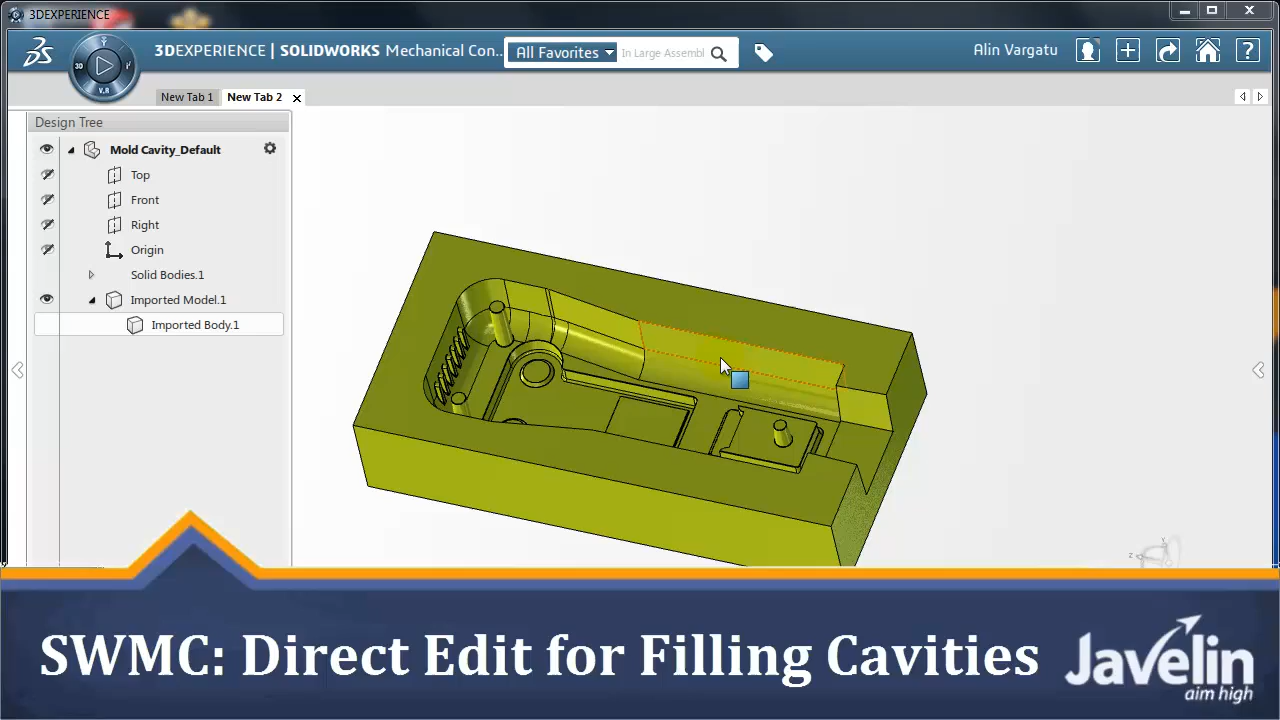 3DEXPERIENCE
3DEXPERIENCE | SOLIDWORKS Mechanical Con...
All Favorites
In Large Assembl
Alin Vargatu
3D
V.R
New Tab 1
New Tab 2
Design Tree
Mold Cavity_Default
Top
Front
Right
Origin
Solid Bodies.1
Imported Model.1
Imported Body.1
SWMC: Direct Edit for Filling Cavities
Javelin
aim high